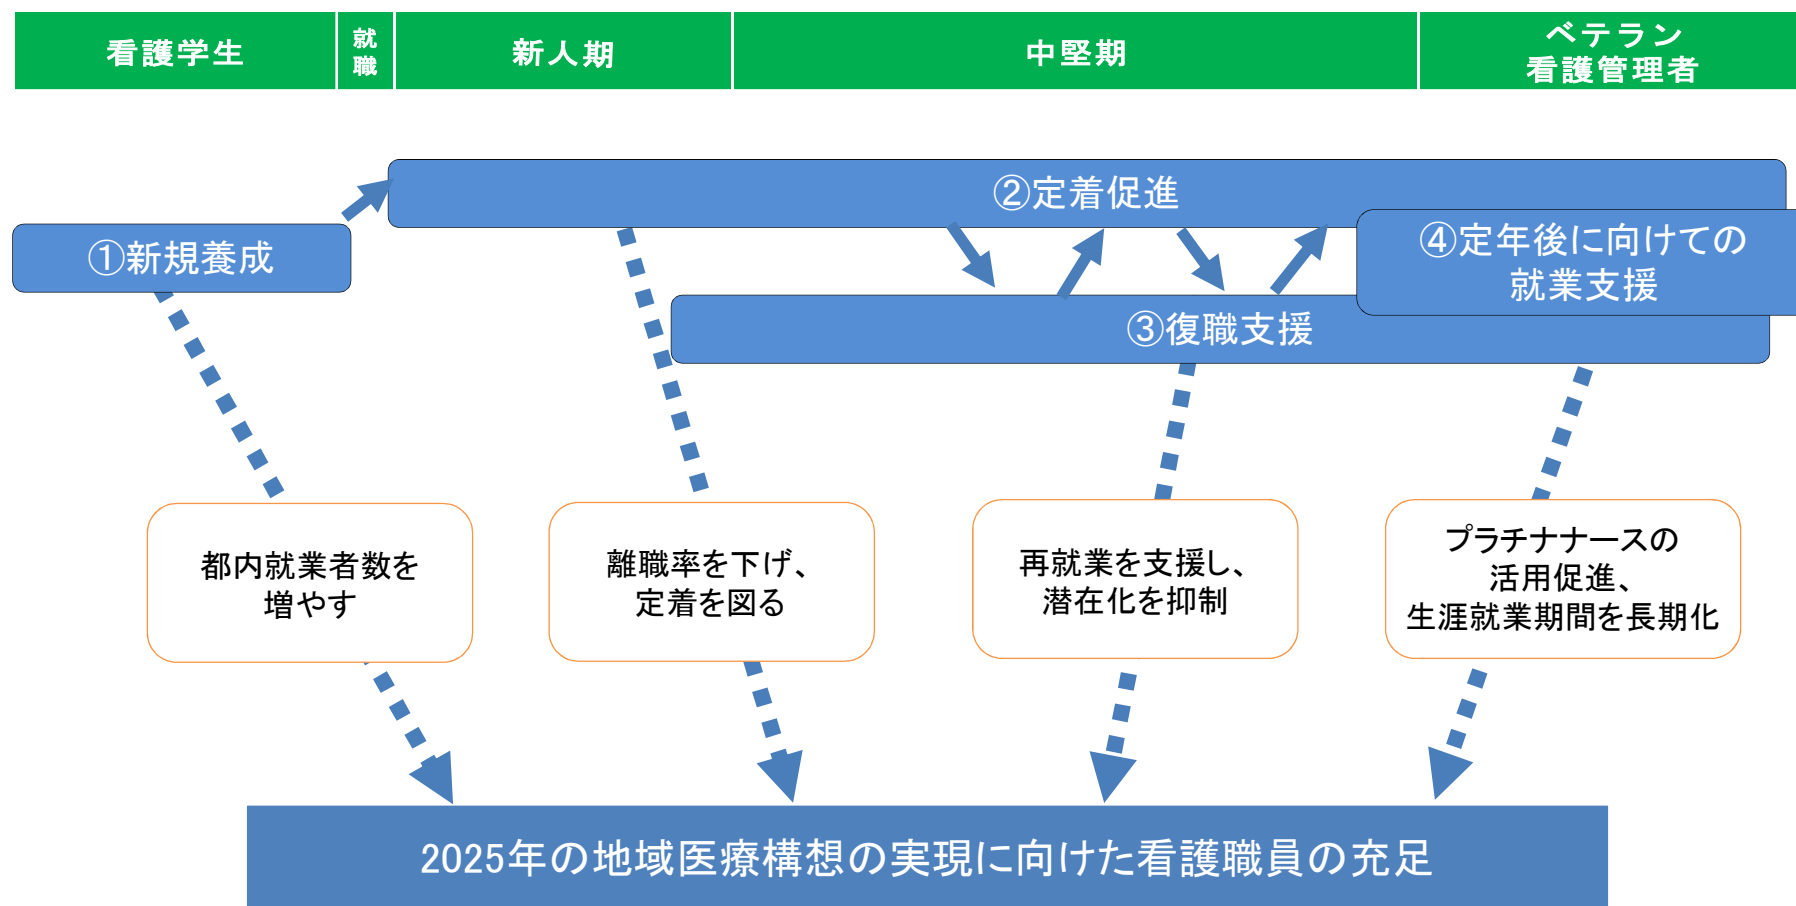 看護学生
就
職
新人期
中堅期
ベテラン
看護管理者
②定着促進
①新規養成
④定年後に向けての
就業支援
③復職支援
都内就業者数を
増やす
離職率を下げ、
定着を図る
再就業を支援し、
潜在化を抑制
プラチナナースの
活用促進、
生涯就業期間を長期化
2025年の地域医療構想の実現に向けた看護職員の充足